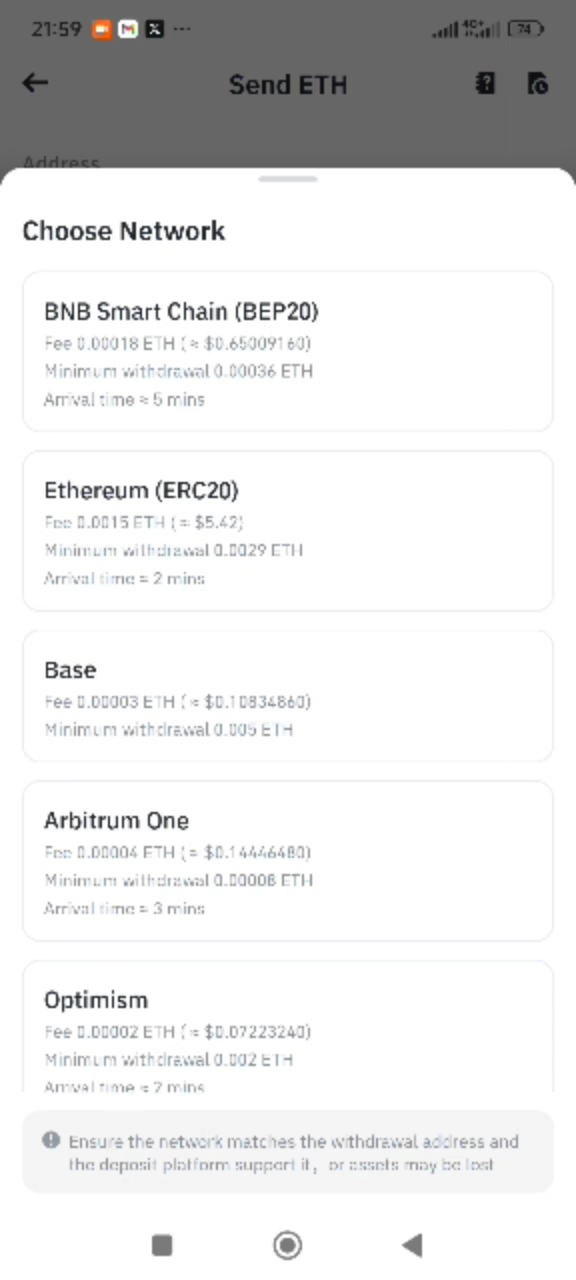 21:59
74
Send ETH
Address
Choose Network
BNB Smart Chain (BEP20)
Fee 0.00018 ETH ( ≈ $0.65009160)
Minimum withdrawal 0.00036 ETH
Arrival time ≈ 5 mins
Ethereum (ERC20)
Fee 0.0015 ETH ( ≈ $5.42)
Minimum withdrawal 0.0029 ETH
Arrival time ≈ 2 mins
Base
Fee 0.00003 ETH ( ≈ $0.10834860)
Minimum withdrawal 0.005 ETH
Arbitrum One
Fee 0.00004 ETH ( ≈ $0.14446480)
Minimum withdrawal 0.00008 ETH
Arrival time ≈ 3 mins
Optimism
Fee 0.00002 ETH ( ≈ $0.07223240)
Minimum withdrawal 0.002 ETH
Arrival time ≈ 2 mins
Ensure the network matches the withdrawal address and
the deposit platform support it, or assets may be lost